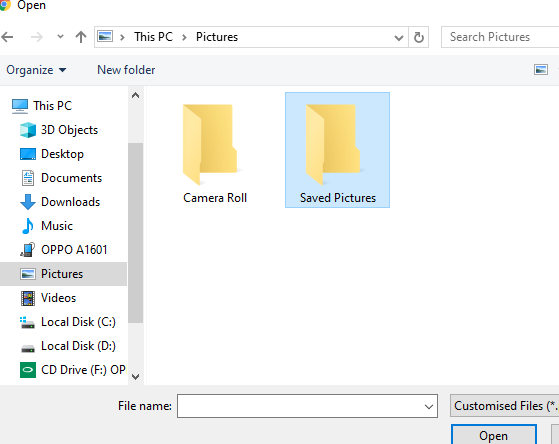 Open
This PC > Pictures
Search Pictures
Organize
New folder
This PC
3D Objects
Desktop
Documents
Downloads
Music
OPPO A1601
Pictures
Videos
Local Disk (C:)
Local Disk (D:)
CD Drive (F:) OP
Camera Roll
Saved Pictures
File name:
Customised Files (*.
Open